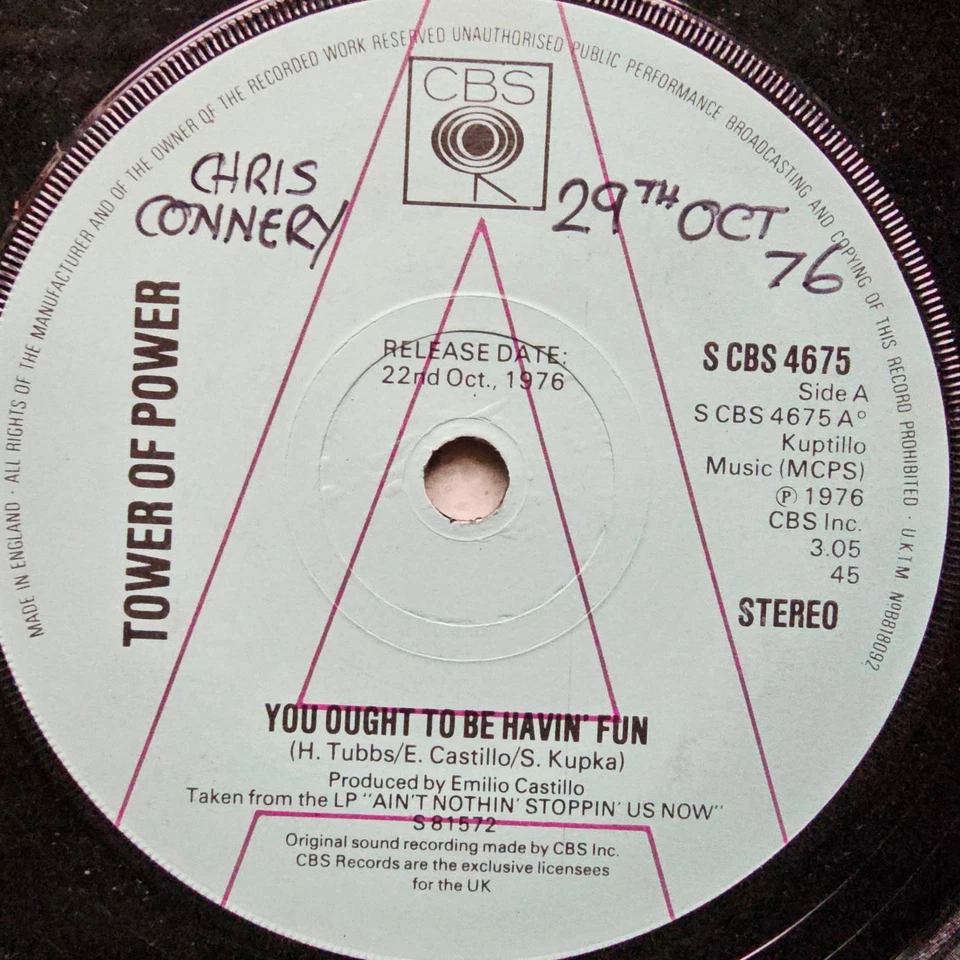 MADE IN ENGLAND · ALL RIGHTS OF THE MANUFACTURER AND OF THE OWNER OF THE RECORDED WORK RESERVED UNAUTHORISED PUBLIC PERFORMANCE BROADCASTING AND COPYING OF THIS RECORD PROHIBITED · U.K.T.M. Nº888I8092
CBS
CHRIS
CONNERY
29TH OCT
76
TOWER OF POWER
RELEASE DATE:
22nd Oct., 1976
S CBS 4675
Side A
S CBS 4675 Aº
Kuptillo
Music (MCPS)
℗ 1976
CBS Inc.
3.05
45
STEREO
YOU OUGHT TO BE HAVIN' FUN
(H. Tubbs/E. Castillo/S. Kupka)
Produced by Emilio Castillo
Taken from the LP "AIN'T NOTHIN' STOPPIN' US NOW"
S 81572
Original sound recording made by CBS Inc.
CBS Records are the exclusive licensees
for the UK